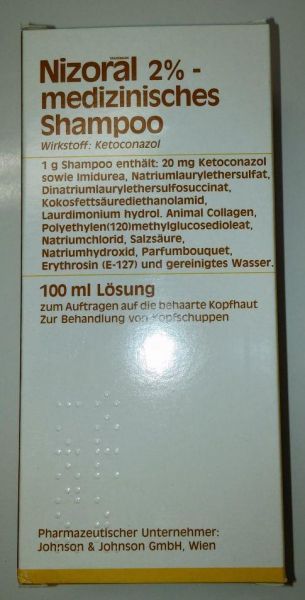 Nizoral 2% -
medizinisches
Shampoo
Wirkstoff: Ketoconazol
1 g Shampoo enthält: 20 mg Ketoconazol
sowie Imidurea, Natriumlaurylethersulfat,
Dinatriumlaurylethersulfosuccinat,
Kokosfettsäurediethanolamid,
Laurdimonium hydrol. Animal Collagen,
Polyethylen(120)methylglucosedioleat,
Natriumchlorid, Salzsäure,
Natriumhydroxid, Parfumbouquet,
Erythrosin (E-127) und gereinigtes Wasser.
100 ml Lösung
zum Auftragen auf die behaarte Kopfhaut
Zur Behandlung von Kopfschuppen
Pharmazeutischer Unternehmer:
Johnson & Johnson GmbH, Wien